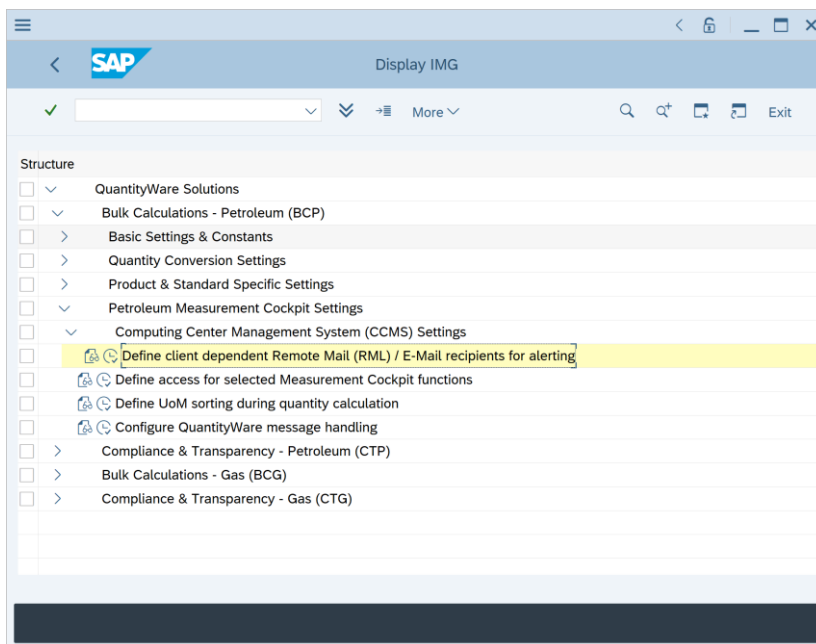 SAP
Display IMG
More
Exit
Structure
QuantityWare Solutions
Bulk Calculations - Petroleum (BCP)
Basic Settings & Constants
Quantity Conversion Settings
Product & Standard Specific Settings
Petroleum Measurement Cockpit Settings
Computing Center Management System (CCMS) Settings
Define client dependent Remote Mail (RML) / E-Mail recipients for alerting
Define access for selected Measurement Cockpit functions
Define UoM sorting during quantity calculation
Configure QuantityWare message handling
Compliance & Transparency - Petroleum (CTP)
Bulk Calculations - Gas (BCG)
Compliance & Transparency - Gas (CTG)